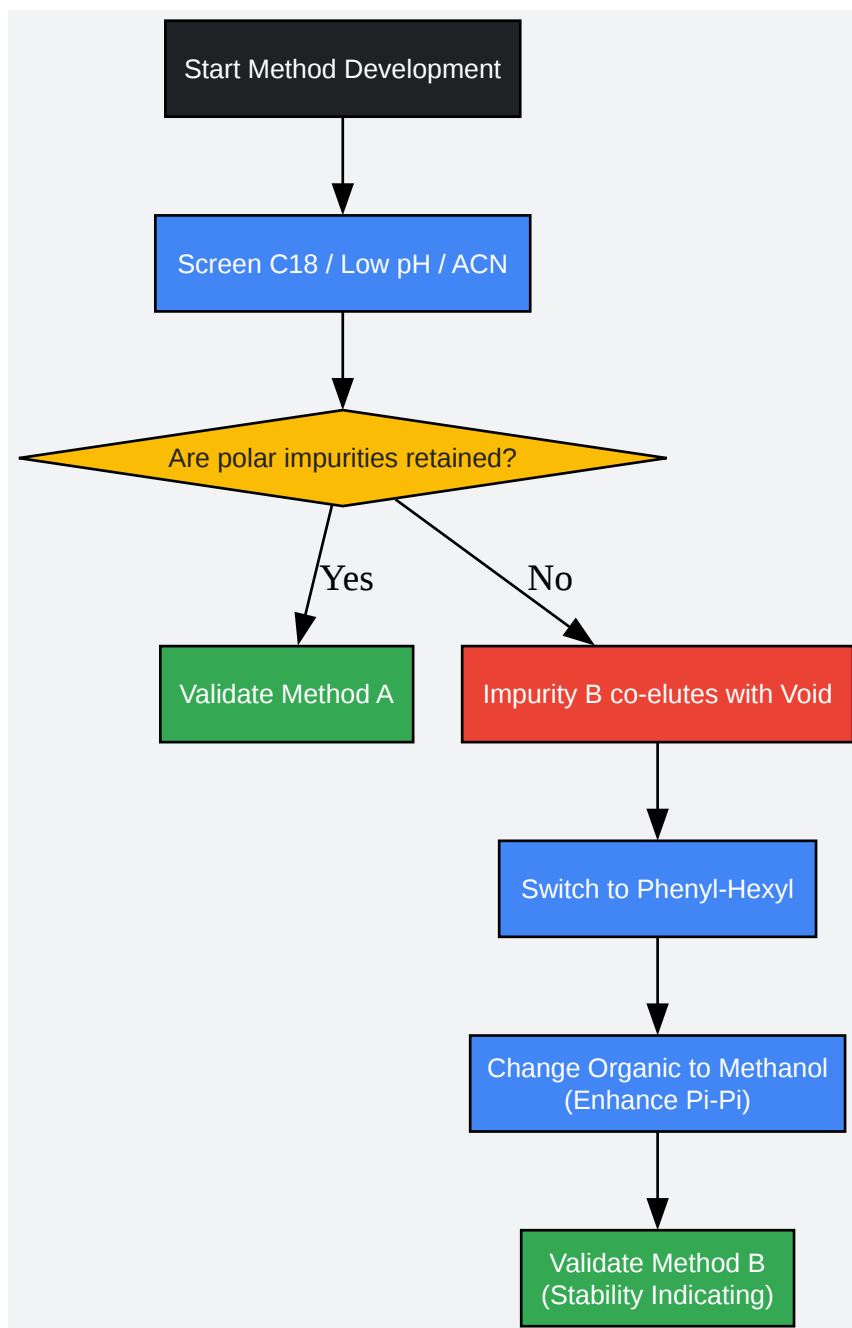 Start Method Development
Screen C18 / Low pH / ACN
Are polar impurities retained?
Yes
No
Validate Method A
Impurity B co-elutes with Void
Switch to Phenyl-Hexyl
Change Organic to Methanol
(Enhance Pi-Pi)
Validate Method B
(Stability Indicating)